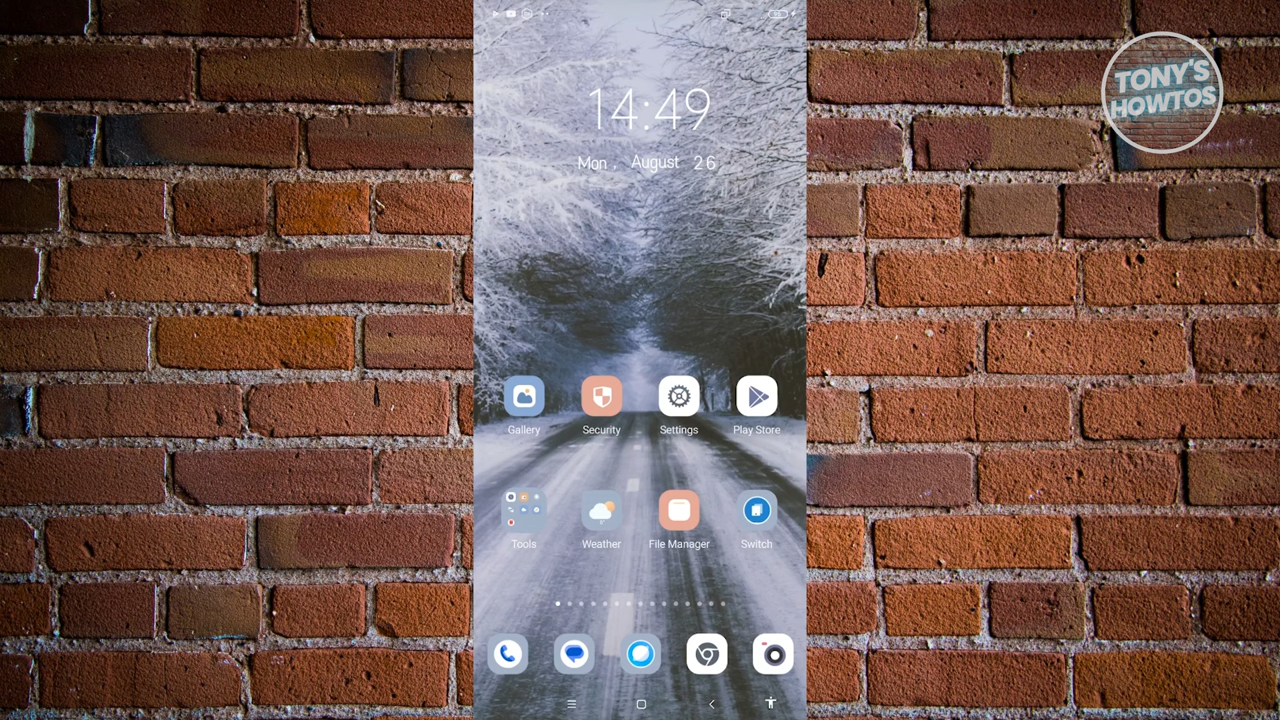 TONY'S
HOWTOS
14:49
Mon, August 26
Gallery Security Settings Play Store
Tools Weather File Manager Switch